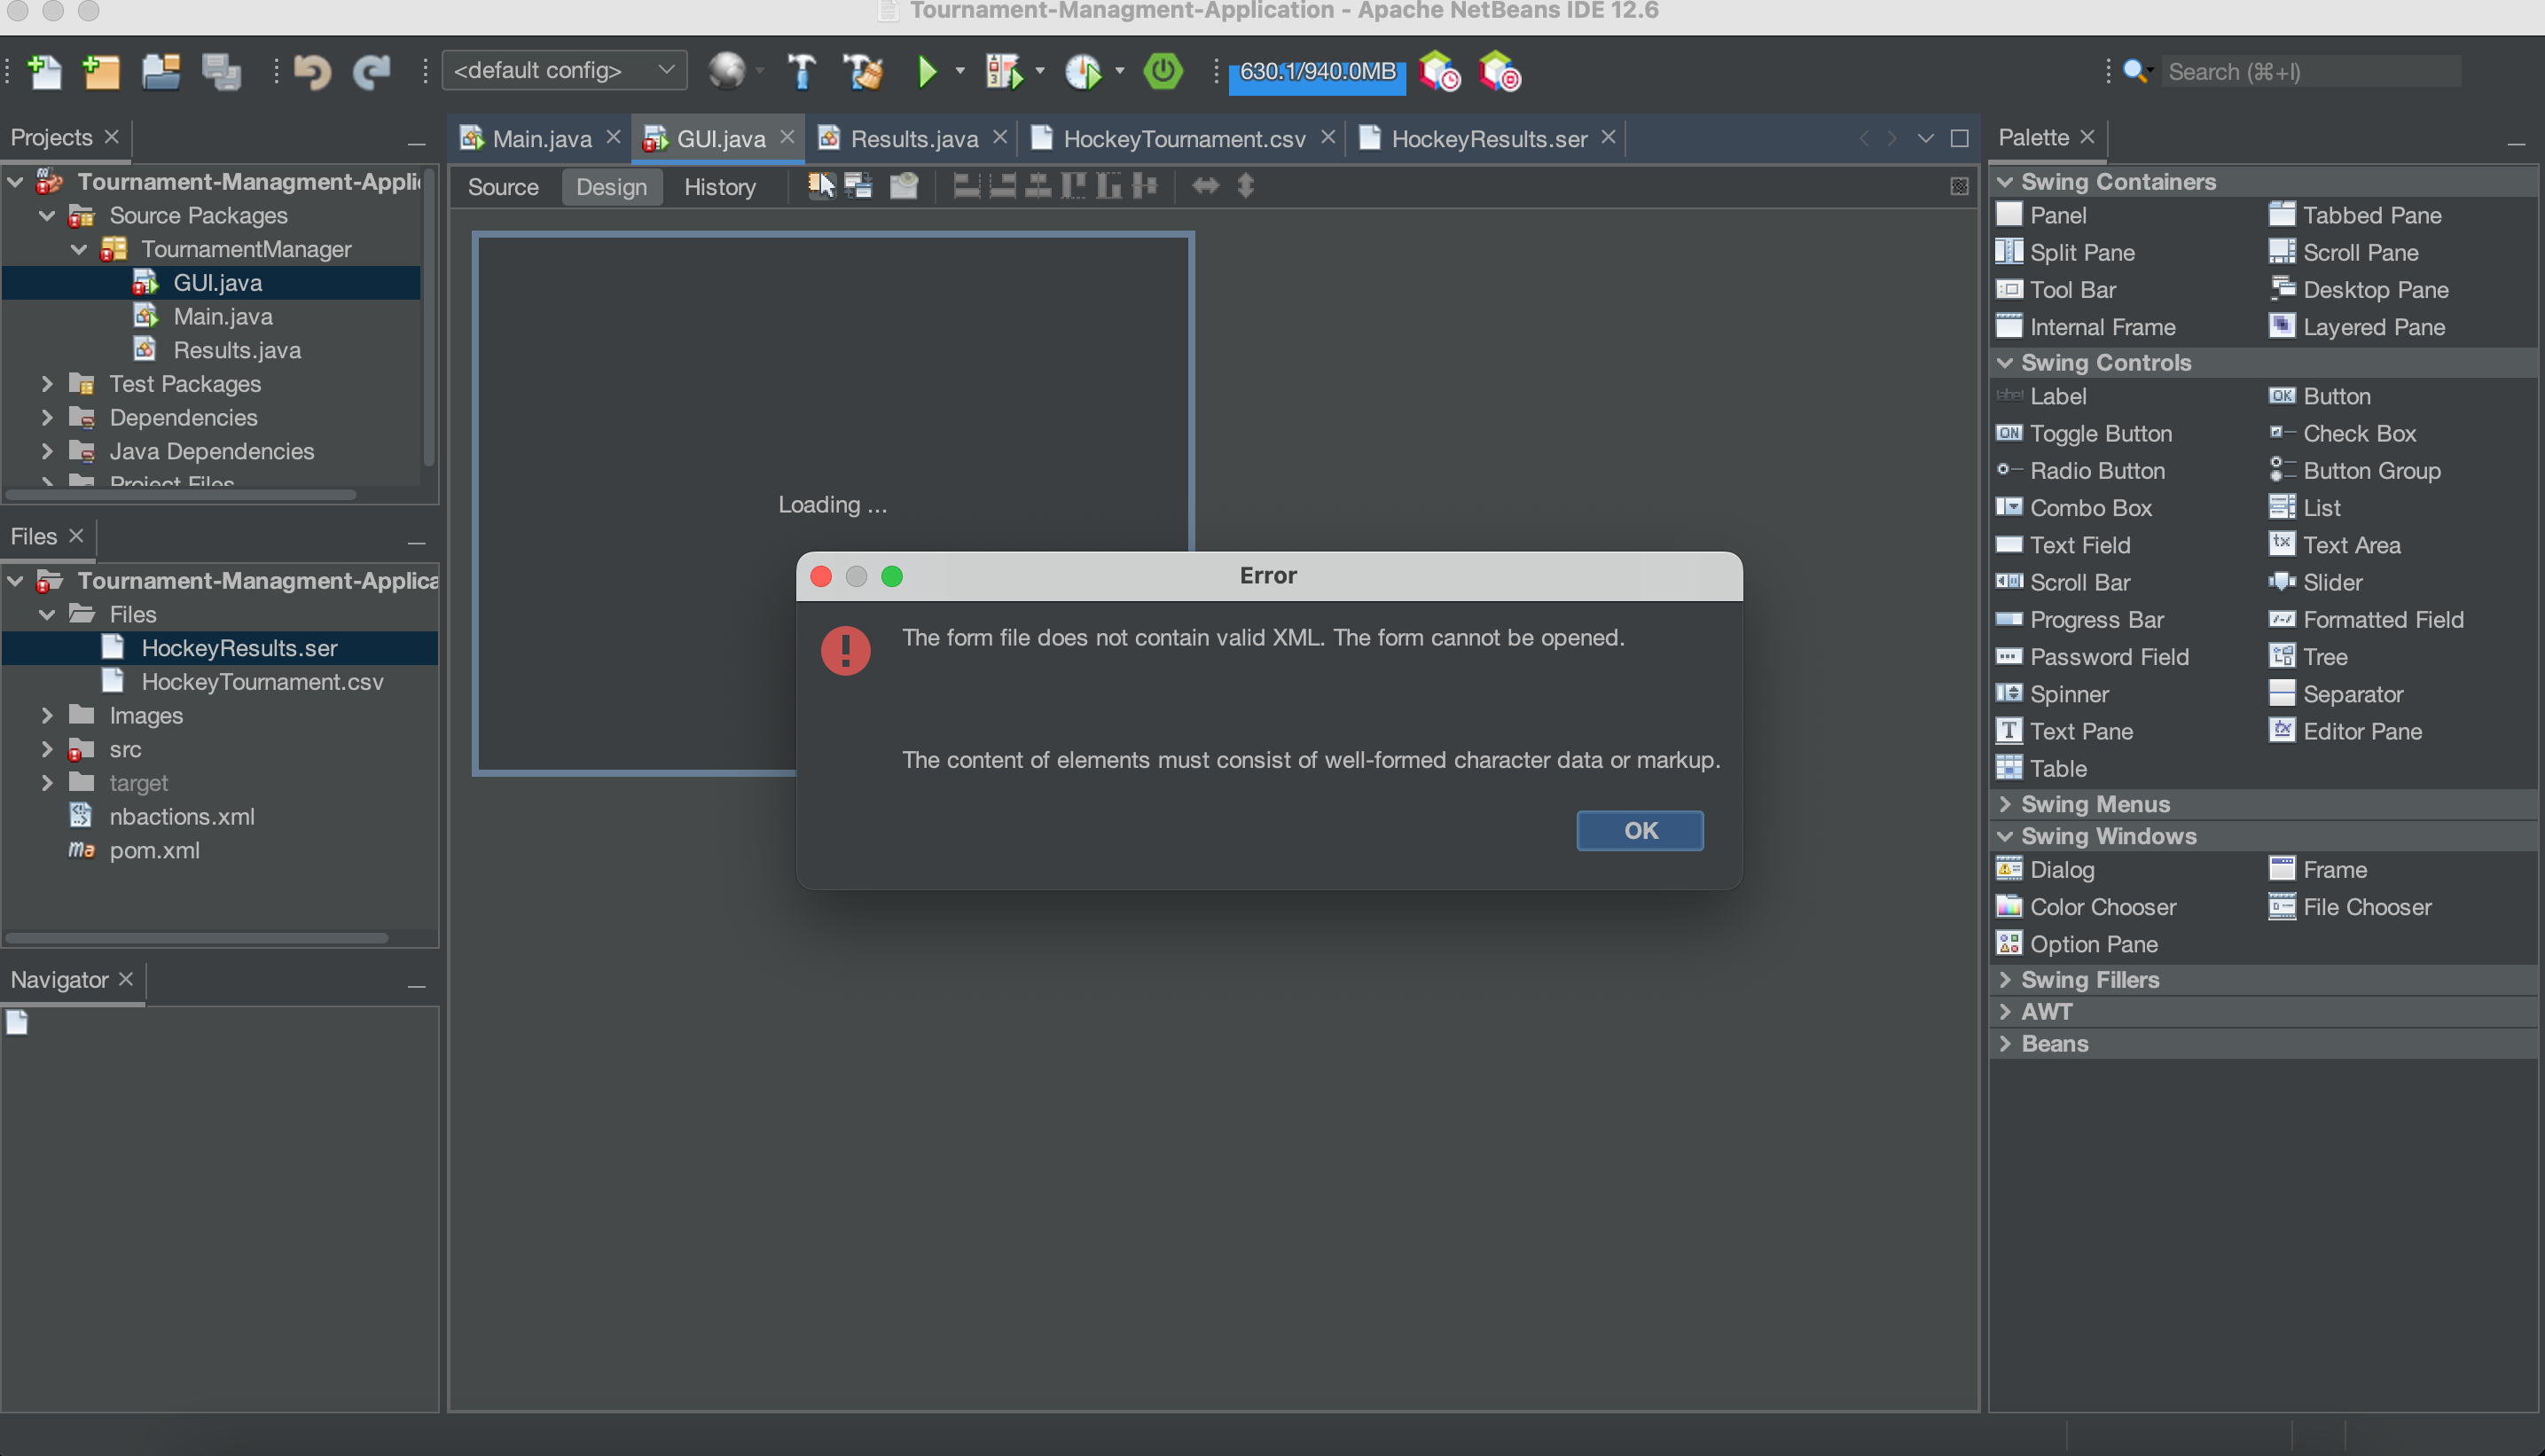 Tournament-Managment-Application - Apache NetBeans IDE 12.6
<default config>
630.1/940.0MB
Search (⌘+I)
Projects
Main.java
GUI.java
Results.java
HockeyTournament.csv
HockeyResults.ser
Palette
Tournament-Managment-Appli
Source Packages
TournamentManager
GUI.java
Main.java
Results.java
Test Packages
Dependencies
Java Dependencies
Project Files
Source
Design
History
Loading ...
Files
Tournament-Managment-Applica
Files
HockeyResults.ser
HockeyTournament.csv
Images
src
target
nbactions.xml
pom.xml
Navigator
Error
The form file does not contain valid XML. The form cannot be opened.
The content of elements must consist of well-formed character data or markup.
OK
Swing Containers
Panel
Tabbed Pane
Split Pane
Scroll Pane
Tool Bar
Desktop Pane
Internal Frame
Layered Pane
Swing Controls
label Label
OK Button
ON Toggle Button
Check Box
Radio Button
Button Group
Combo Box
List
Text Field
tx Text Area
Scroll Bar
Slider
Progress Bar
Formatted Field
Password Field
Tree
Spinner
Separator
T Text Pane
tx Editor Pane
Table
Swing Menus
Swing Windows
Dialog
Frame
Color Chooser
File Chooser
Option Pane
Swing Fillers
AWT
Beans